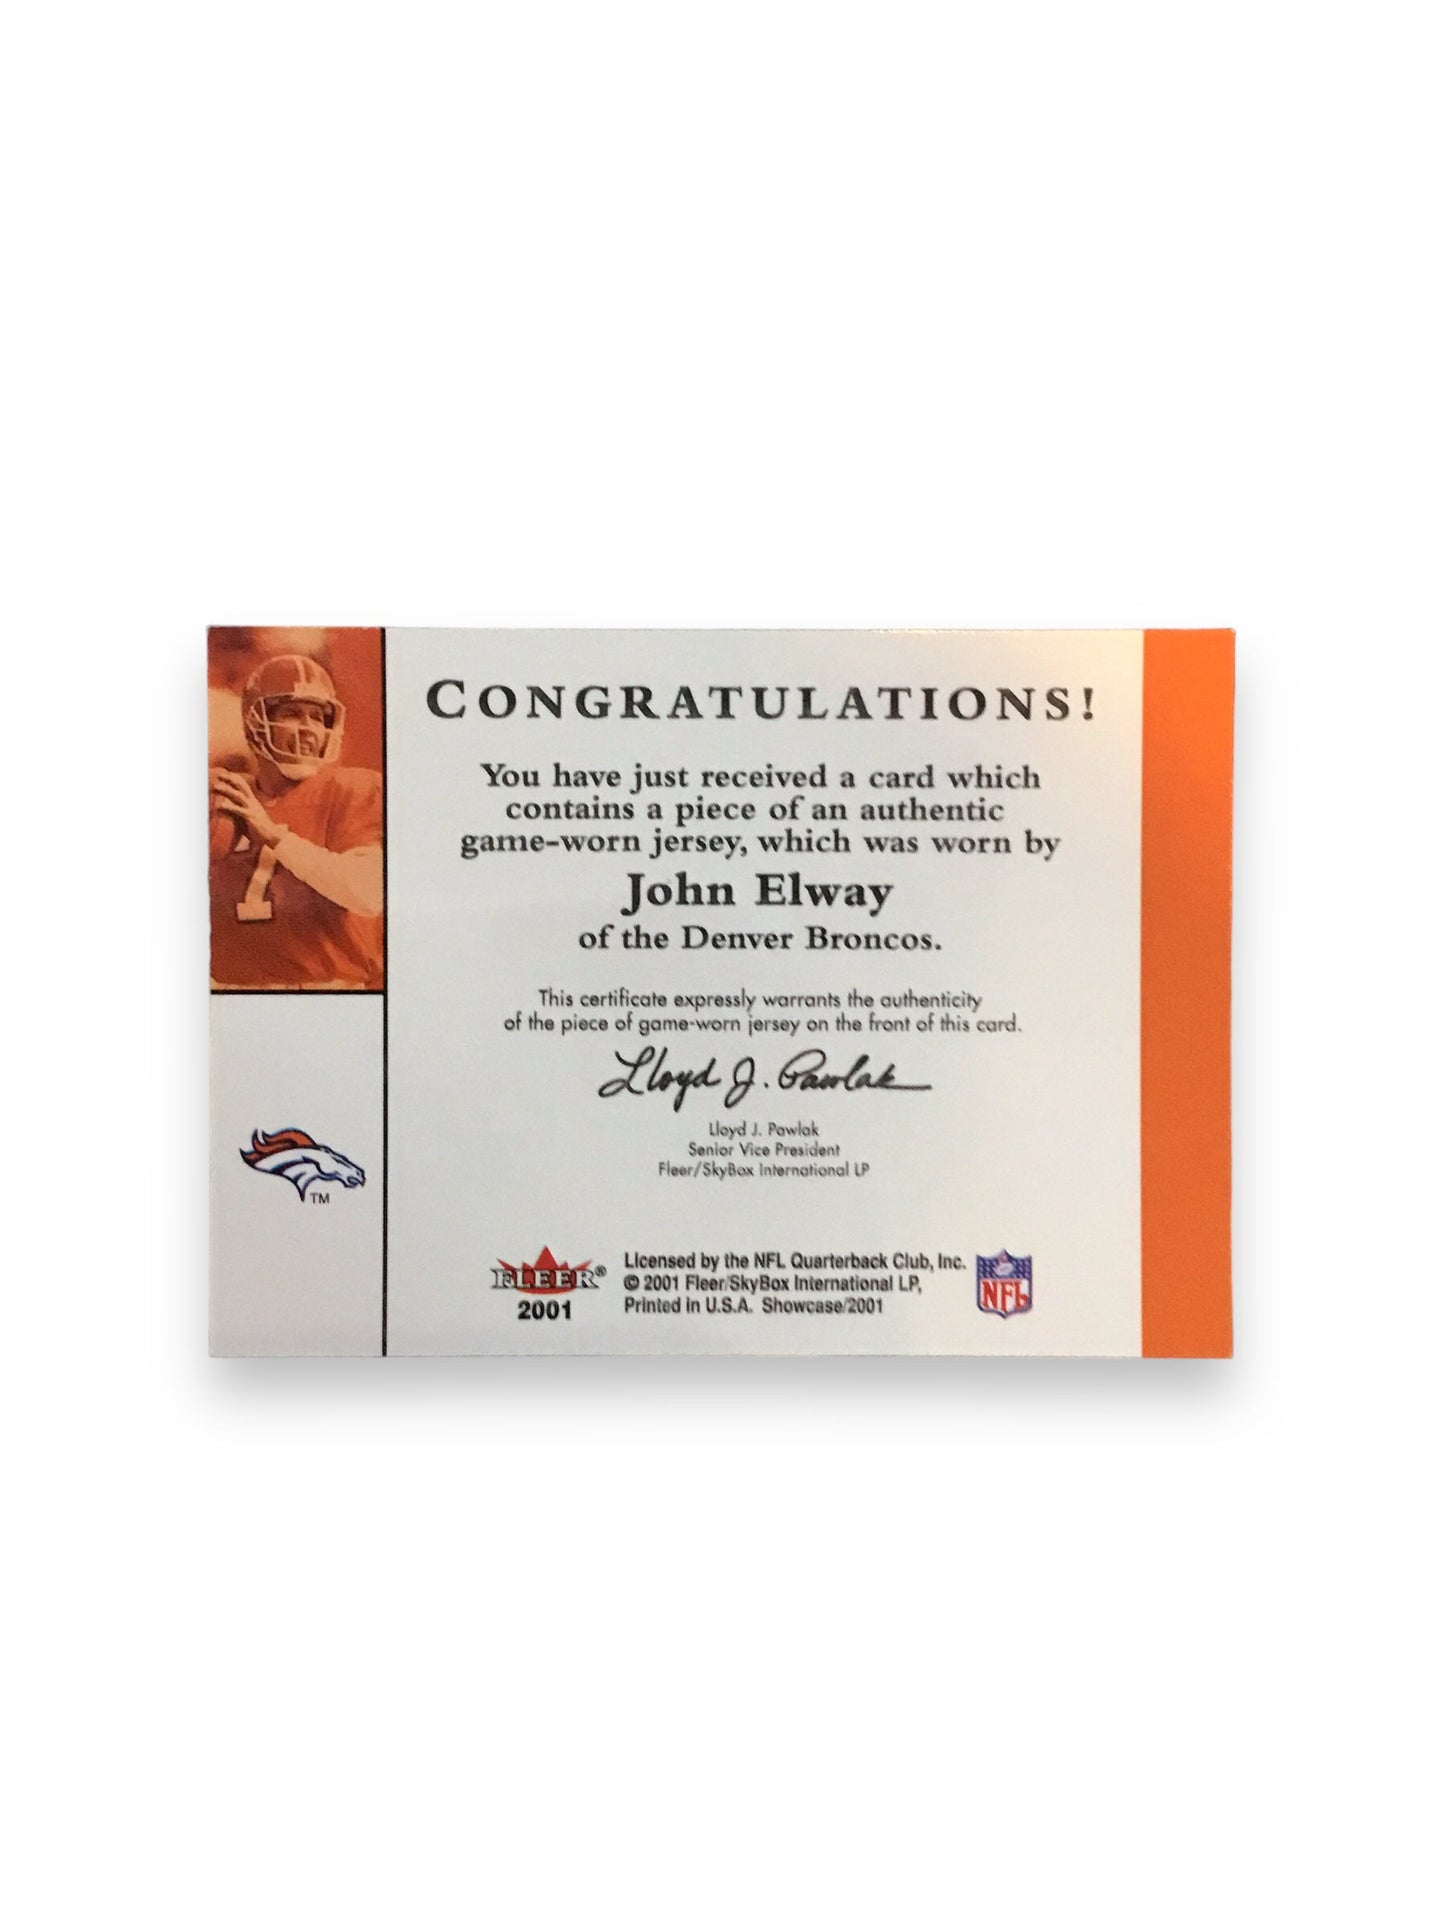 CONGRATULATIONS!
You have just received a card which
contains a piece of an authentic
game-worn jersey, which was worn by
John Elway
of the Denver Broncos.
This certificate expressly warrants the authenticity
of the piece of game-worn jersey on the front of this card.
Lloyd J. Pawlak
Lloyd J. Pawlak
Senior Vice President
Fleer/SkyBox International LP
7
TM
FLEER®
2001
Licensed by the NFL Quarterback Club, Inc.
© 2001 Fleer/SkyBox International LP,
Printed in U.S.A. Showcase/2001
NFL